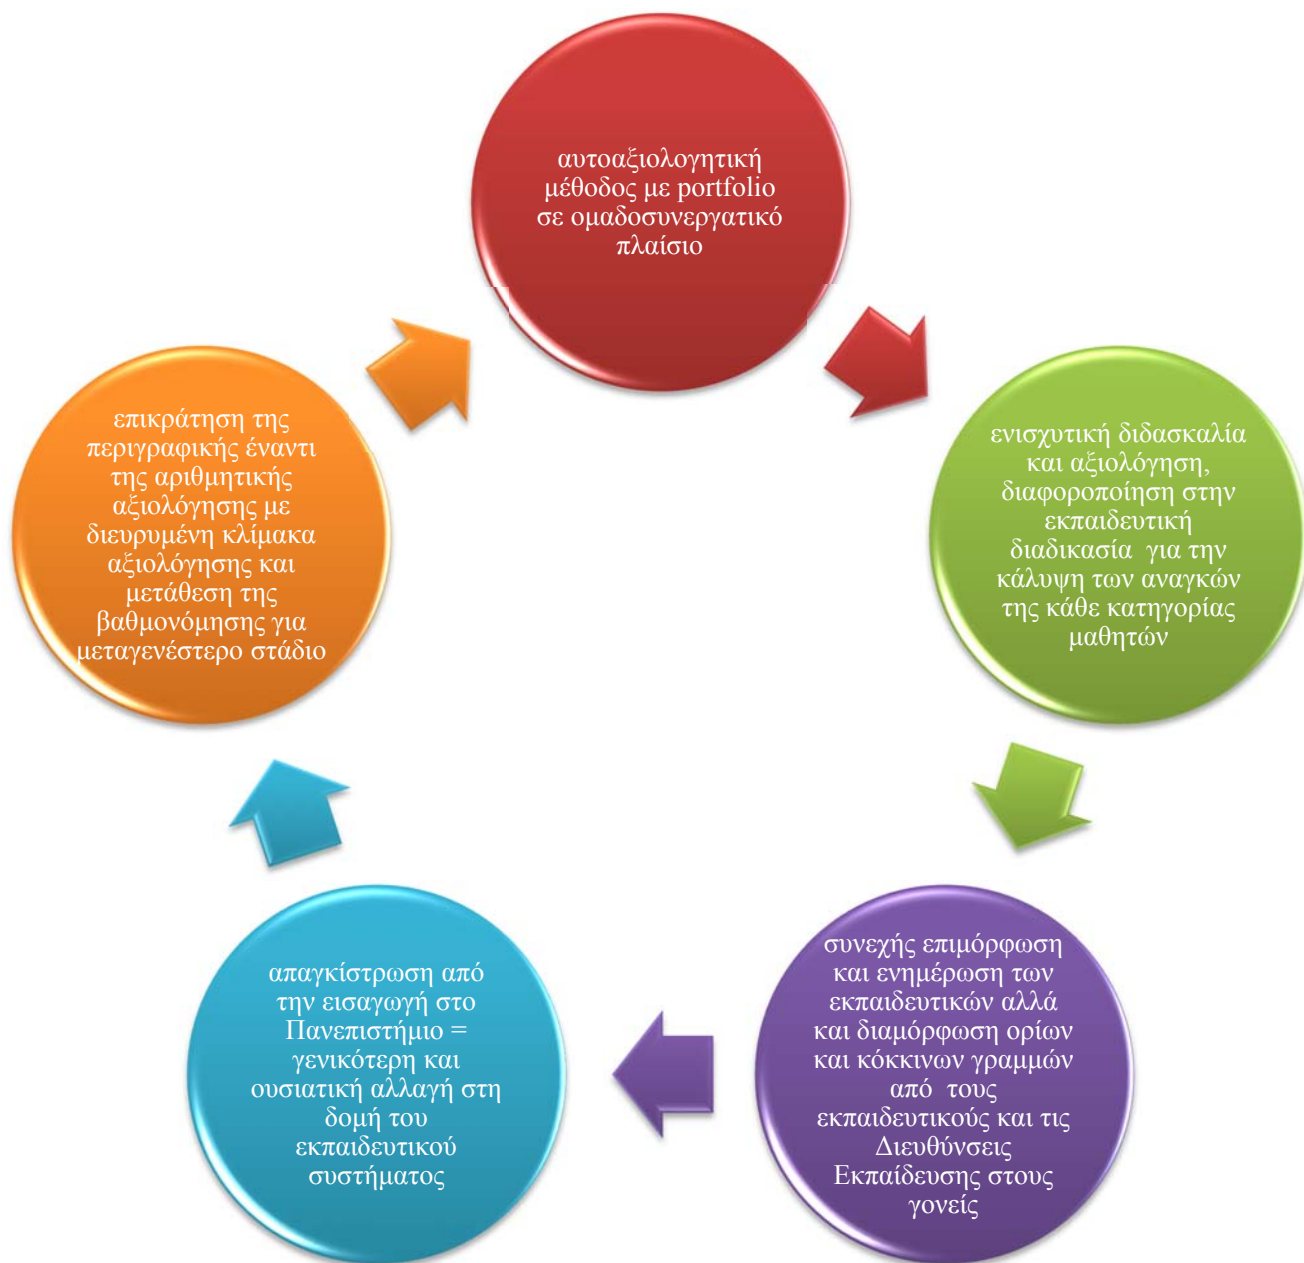 αυτοαξιολογητική
μέθοδος με portfolio
σε ομαδοσυνεργατικό
πλαίσιο
ενισχυτική διδασκαλία
και αξιολόγηση,
διαφοροποίηση στην
εκπαιδευτική
διαδικασία για την
κάλυψη των αναγκών
της κάθε κατηγορίας
μαθητών
συνεχής επιμόρφωση
και ενημέρωση των
εκπαιδευτικών αλλά
και διαμόρφωση ορίων
και κόκκινων γραμμών
από τους
εκπαιδευτικούς και τις
Διευθύνσεις
Εκπαίδευσης στους
γονείς
απαγκίστρωση από
την εισαγωγή στο
Πανεπιστήμιο =
γενικότερη και
ουσιατική αλλαγή στη
δομή του
εκπαιδευτικού
συστήματος
επικράτηση της
περιγραφικής έναντι
της αριθμητικής
αξιολόγησης με
διευρυμένη κλίμακα
αξιολόγησης και
μετάθεση της
βαθμονόμησης για
μεταγενέστερο στάδιο